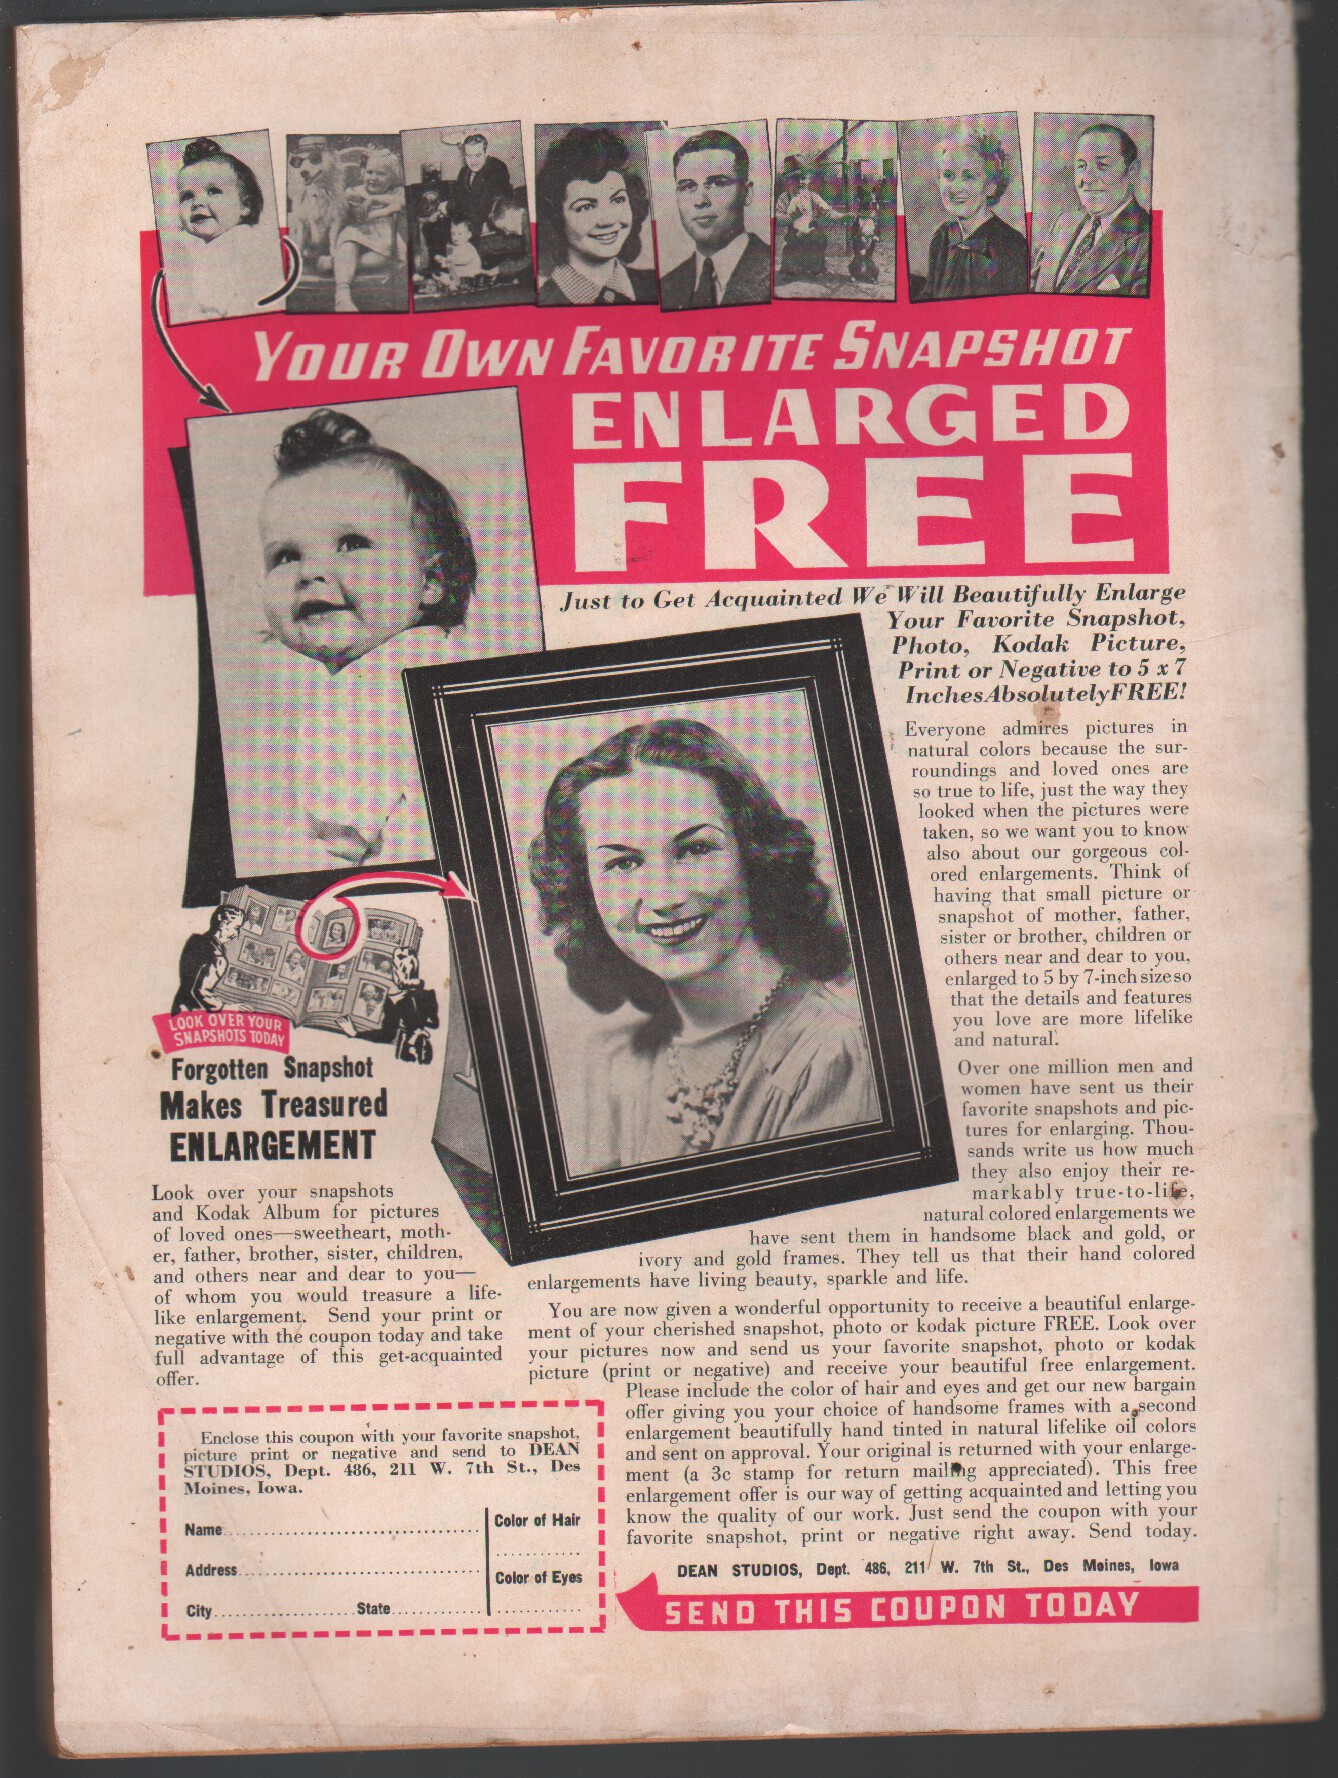 YOUR OWN FAVORITE SNAPSHOT
ENLARGED
FREE
Just to Get Acquainted We Will Beautifully Enlarge
Your Favorite Snapshot,
Photo, Kodak Picture,
Print or Negative to 5 x 7
Inches Absolutely FREE!
Everyone admires pictures in
natural colors because the sur-
roundings and loved ones are
so true to life, just the way they
looked when the pictures were
taken, so we want you to know
also about our gorgeous col-
ored enlargements. Think of
having that small picture or
snapshot of mother, father,
sister or brother, children or
others near and dear to you,
enlarged to 5 by 7-inch size so
that the details and features
you love are more lifelike
and natural.
Over one million men and
women have sent us their
favorite snapshots and pic-
tures for enlarging. Thou-
sands write us how much
they also enjoy their re-
markably true-to-life,
natural colored enlargements we
have sent them in handsome black and gold, or
ivory and gold frames. They tell us that their hand colored
enlargements have living beauty, sparkle and life.
You are now given a wonderful opportunity to receive a beautiful enlarge-
ment of your cherished snapshot, photo or kodak picture FREE. Look over
your pictures now and send us your favorite snapshot, photo or kodak
picture (print or negative) and receive your beautiful free enlargement.
Please include the color of hair and eyes and get our new bargain
offer giving you your choice of handsome frames with a second
enlargement beautifully hand tinted in natural lifelike oil colors
and sent on approval. Your original is returned with your enlarge-
ment (a 3c stamp for return mailing appreciated). This free
enlargement offer is our way of getting acquainted and letting you
know the quality of our work. Just send the coupon with your
favorite snapshot, print or negative right away. Send today.
DEAN STUDIOS, Dept. 486, 211 W. 7th St., Des Moines, Iowa
SEND THIS COUPON TODAY
LOOK OVER YOUR
SNAPSHOTS TODAY
Forgotten Snapshot
Makes Treasured
ENLARGEMENT
Look over your snapshots
and Kodak Album for pictures
of loved ones—sweetheart, moth-
er, father, brother, sister, children,
and others near and dear to you—
of whom you would treasure a life-
like enlargement. Send your print or
negative with the coupon today and take
full advantage of this get-acquainted
offer.
Enclose this coupon with your favorite snapshot,
picture print or negative and send to DEAN
STUDIOS, Dept. 486, 211 W. 7th St., Des
Moines, Iowa.
Name
Color of Hair
Address
Color of Eyes
City State